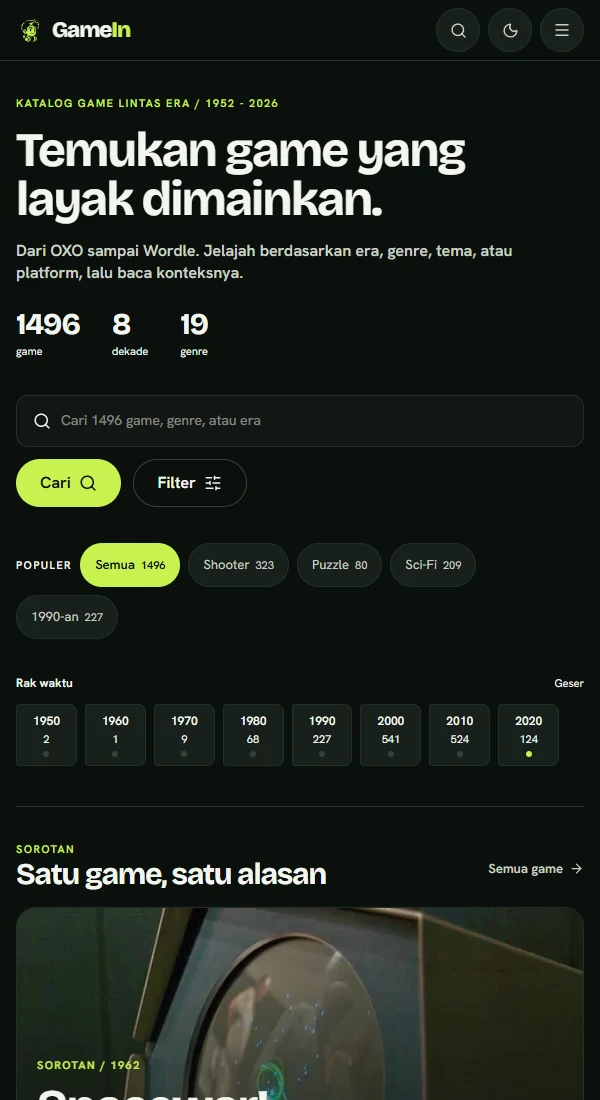 GameIn
KATALOG GAME LINTAS ERA / 1952 - 2026
Temukan game yang
layak dimainkan.
Dari OXO sampai Wordle. Jelajah berdasarkan era, genre, tema, atau
platform, lalu baca konteksnya.
1496 8 19
game dekade genre
Cari 1496 game, genre, atau era
Cari Filter
POPULER Semua 1496 Shooter 323 Puzzle 80 Sci-Fi 209
1990-an 227
Rak waktu Geser
1950 1960 1970 1980 1990 2000 2010 2020
2 1 9 68 227 541 524 124
SOROTAN
Satu game, satu alasan Semua game
SOROTAN / 1962
Spacewar!